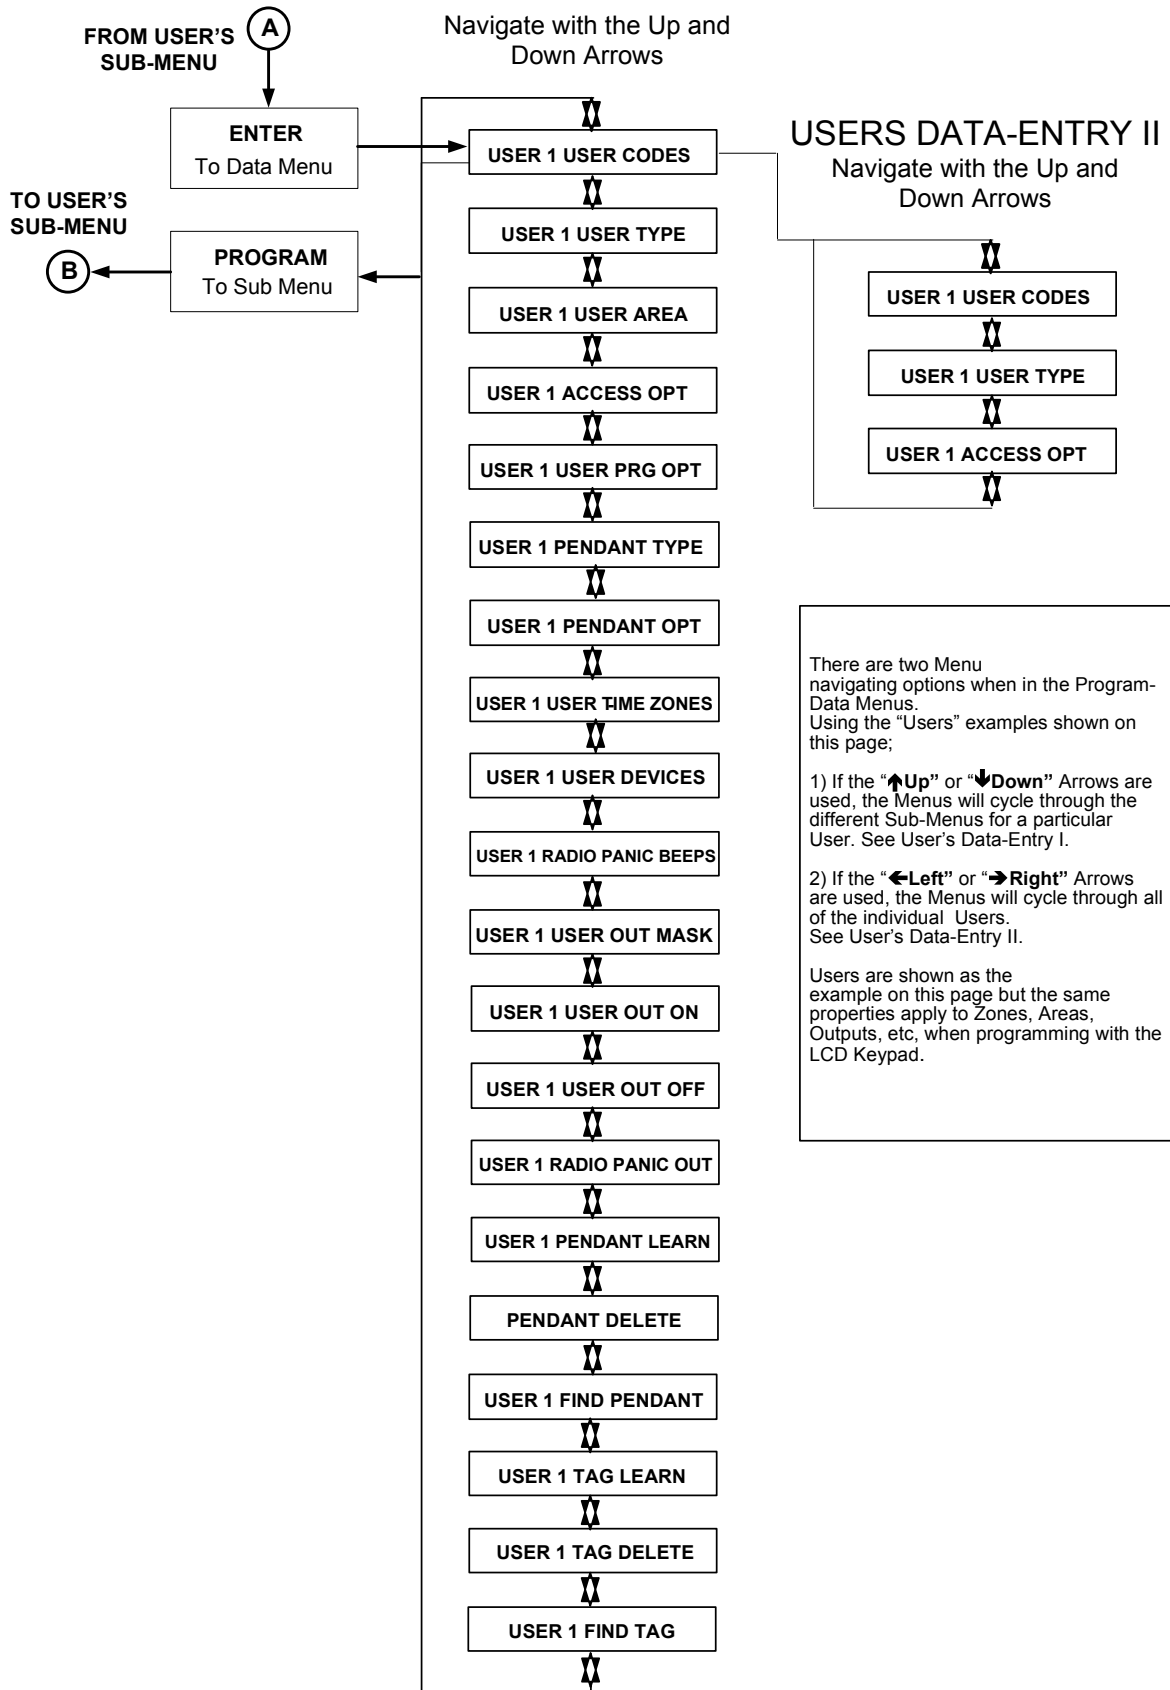 FROM USER'S
SUB-MENU
A
Navigate with the Up and
Down Arrows
ENTER
To Data Menu
TO USER'S
SUB-MENU
B
PROGRAM
To Sub Menu
USER 1 USER CODES
USER 1 USER TYPE
USER 1 USER AREA
USER 1 ACCESS OPT
USER 1 USER PRG OPT
USER 1 PENDANT TYPE
USER 1 PENDANT OPT
USER 1 USER TIME ZONES
USER 1 USER DEVICES
USER 1 RADIO PANIC BEEPS
USER 1 USER OUT MASK
USER 1 USER OUT ON
USER 1 USER OUT OFF
USER 1 RADIO PANIC OUT
USER 1 PENDANT LEARN
PENDANT DELETE
USER 1 FIND PENDANT
USER 1 TAG LEARN
USER 1 TAG DELETE
USER 1 FIND TAG
USERS DATA-ENTRY II
Navigate with the Up and
Down Arrows
USER 1 USER CODES
USER 1 USER TYPE
USER 1 ACCESS OPT
There are two Menu
navigating options when in the Program-
Data Menus.
Using the “Users” examples shown on
this page;
1) If the “↑Up” or “↓Down” Arrows are
used, the Menus will cycle through the
different Sub-Menus for a particular
User. See User's Data-Entry I.
2) If the “←Left” or “→Right” Arrows
are used, the Menus will cycle through all
of the individual Users.
See User's Data-Entry II.
Users are shown as the
example on this page but the same
properties apply to Zones, Areas,
Outputs, etc, when programming with the
LCD Keypad.